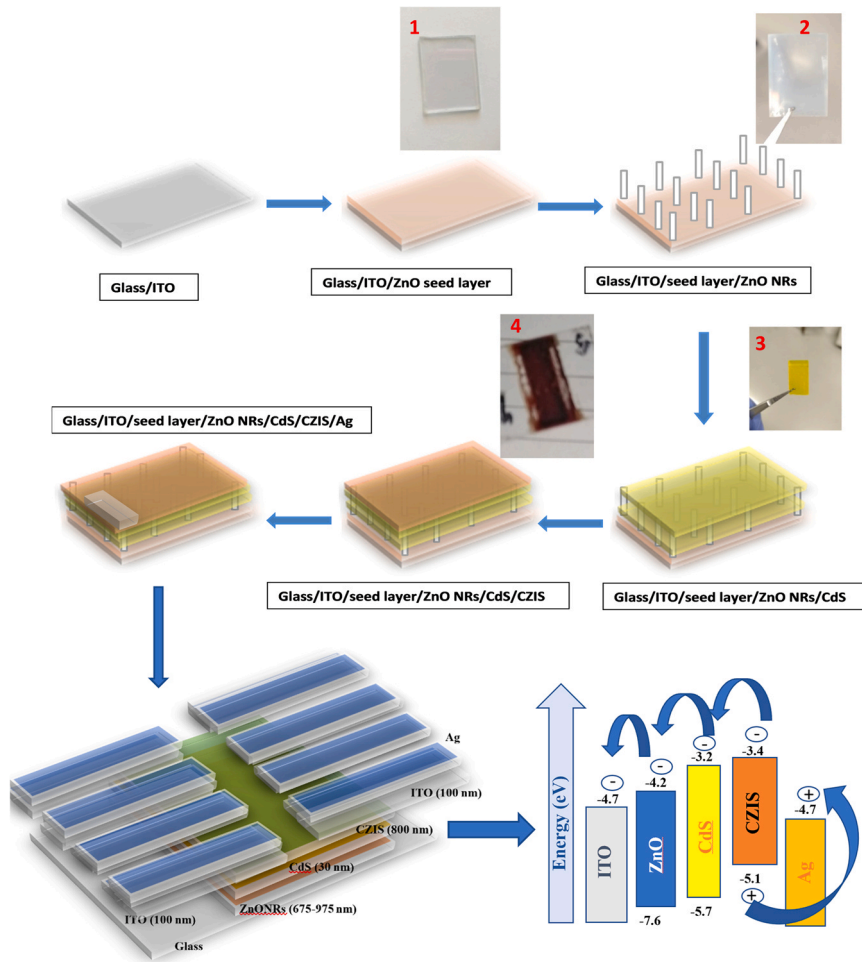 1
2
Glass/ITO
Glass/ITO/ZnO seed layer
Glass/ITO/seed layer/ZnO NRs
4
3
Glass/ITO/seed layer/ZnO NRs/CdS/CZIS/Ag
Glass/ITO/seed layer/ZnO NRs/CdS/CZIS
Glass/ITO/seed layer/ZnO NRs/CdS
Ag
ITO (100 nm)
CZIS (800 nm)
CdS (30 nm)
ITO (100 nm)
ZnONRs (675-975 nm)
Glass
Energy (eV)
-
-
-
-
+
-3.2
-3.4
-4.2
-4.7
-4.7
ITO
ZnO
CdS
CZIS
Ag
-5.1
+
-5.7
-7.6